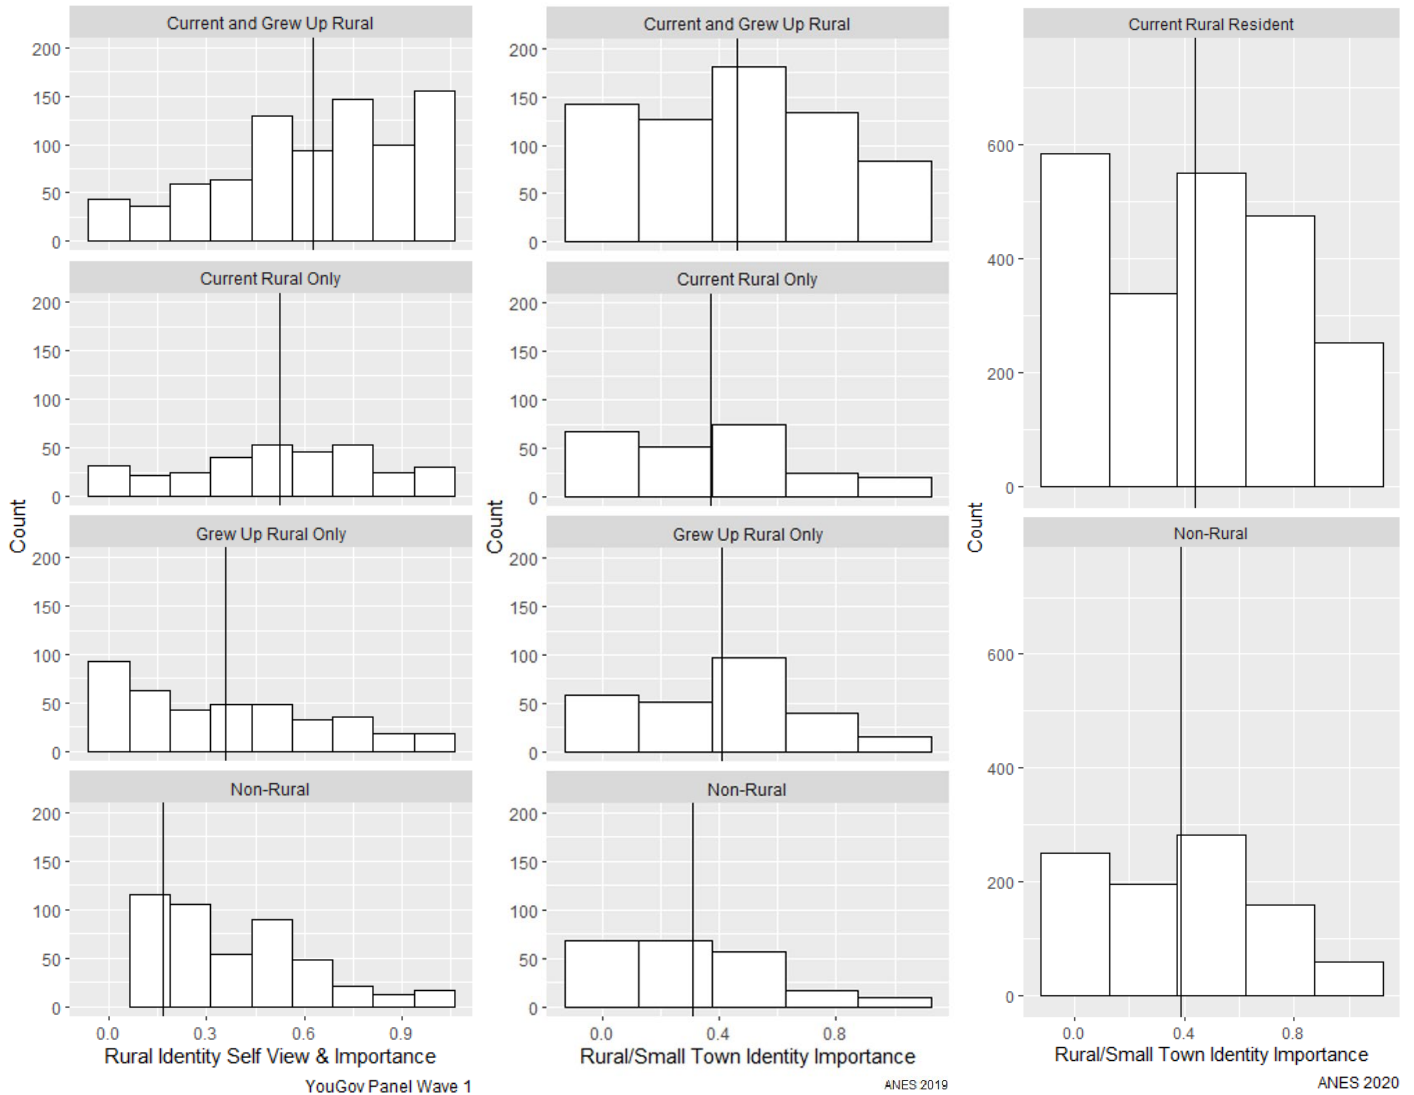 Current and Grew Up Rural
200
150
100
50
0
Current Rural Only
200
150
100
50
0
Grew Up Rural Only
200
150
100
50
0
Non-Rural
200
150
100
50
0
Count
0.0 0.3 0.6 0.9
Rural Identity Self View & Importance
YouGov Panel Wave 1
Current and Grew Up Rural
200
150
100
50
0
Current Rural Only
200
150
100
50
0
Grew Up Rural Only
200
150
100
50
0
Non-Rural
200
150
100
50
0
Count
0.0 0.4 0.8
Rural/Small Town Identity Importance
ANES 2019
Current Rural Resident
600
400
200
0
Non-Rural
600
400
200
0
Count
0.0 0.4 0.8
Rural/Small Town Identity Importance
ANES 2020